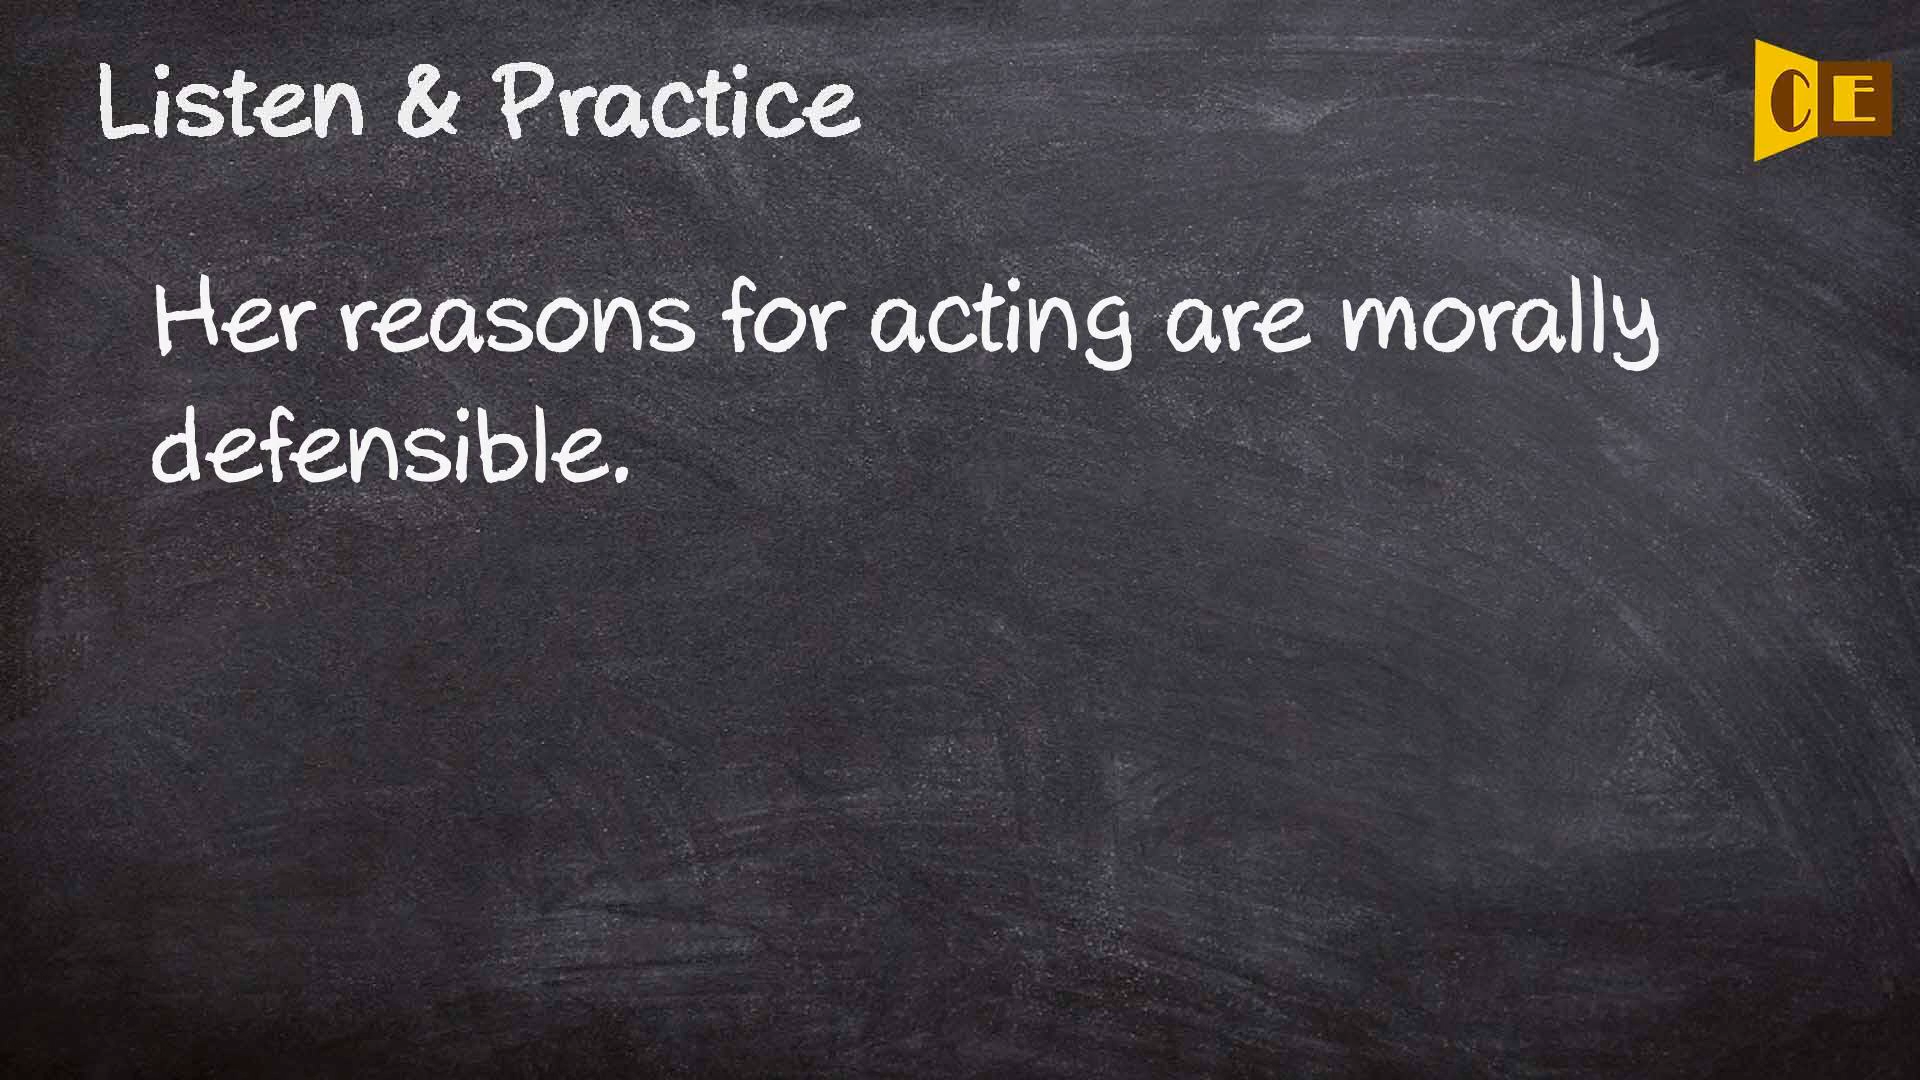 Listen & Practice
CE
Her reasons for acting are morally
defensible.